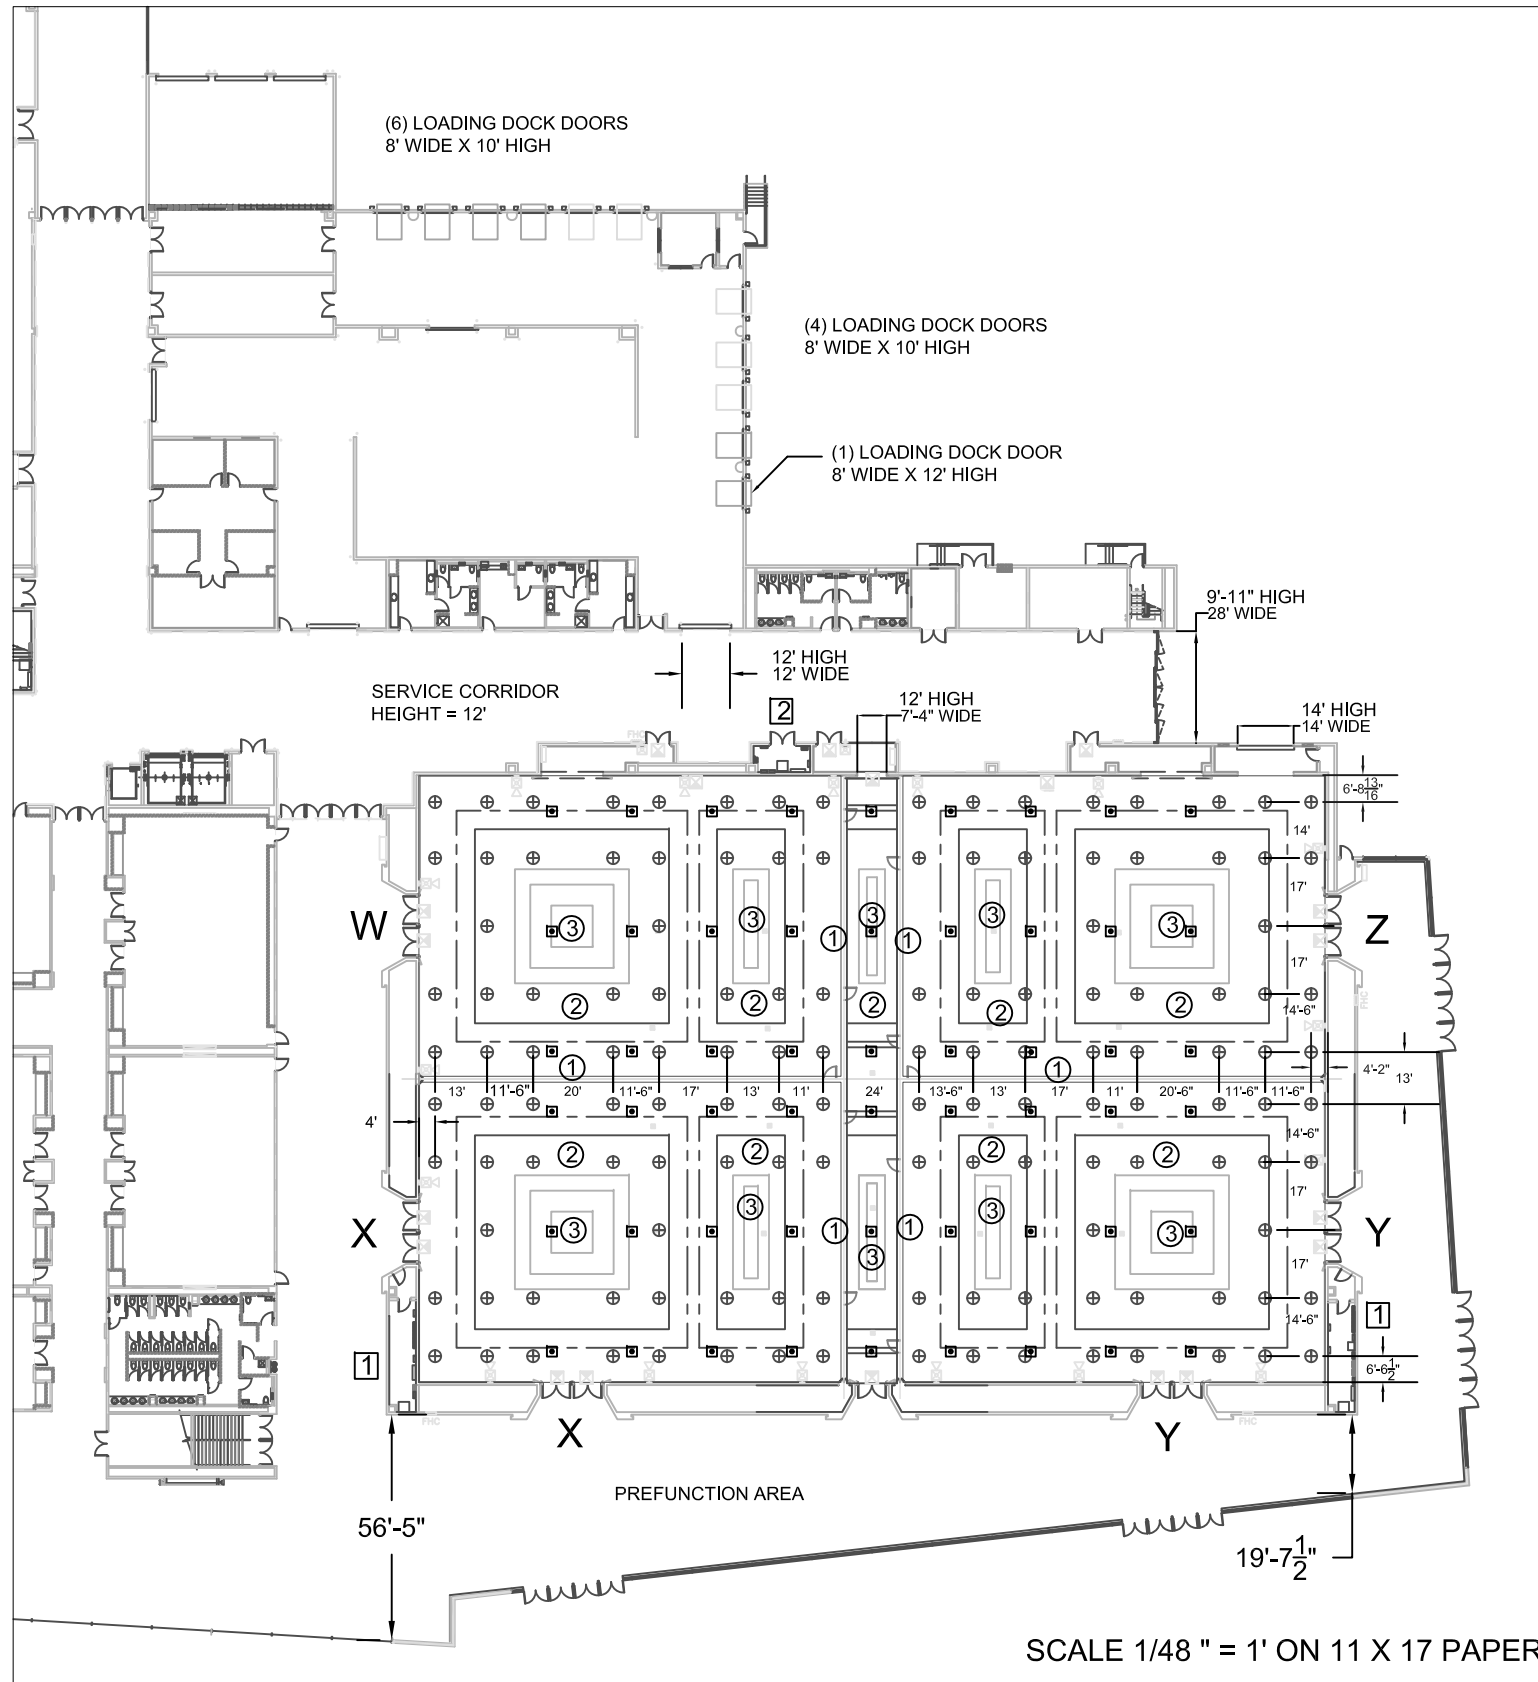 (6) LOADING DOCK DOORS
8' WIDE X 10' HIGH
(4) LOADING DOCK DOORS
8' WIDE X 10' HIGH
(1) LOADING DOCK DOOR
8' WIDE X 12' HIGH
9'-11" HIGH
28' WIDE
12' HIGH
12' WIDE
SERVICE CORRIDOR
HEIGHT = 12'
2
12' HIGH
7'-4" WIDE
14' HIGH
14' WIDE
FHC
6'-8 13/16"
14'
17'
W
3
3
3
3
3
Z
1
1
17'
2
2
2
2
2
14'-6"
FHC
1
1
4'-2"
13'
13'
11'-6"
20'
11'-6"
17'
13'
11'
24'
13'-6"
13'
17'
11'
20'-6"
11'-6"
11'-6"
4'
14'-6"
2
2
2
2
17'
X
3
3
1
1
3
3
Y
3
17'
14'-6"
1
1
6'-6 1/2"
FHC
FHC
X
Y
PREFUNCTION AREA
56'-5"
19'-7 1/2"
SCALE 1/48 " = 1' ON 11 X 17 PAPER